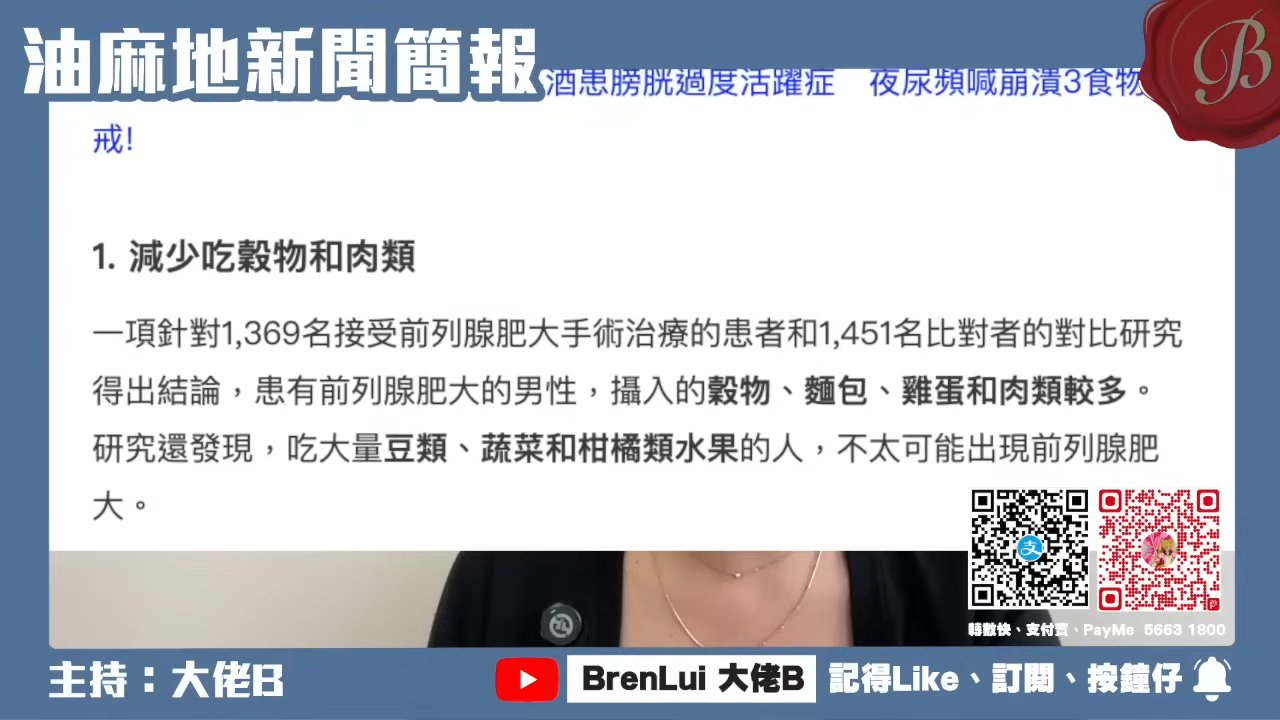 油麻地新聞簡報
酒患膀胱過度活躍症　夜尿頻喊崩潰3食物
戒!
B
1. 減少吃穀物和肉類
一項針對1,369名接受前列腺肥大手術治療的患者和1,451名比對者的對比研究
得出結論，患有前列腺肥大的男性，攝入的穀物、麵包、雞蛋和肉類較多。
研究還發現，吃大量豆類、蔬菜和柑橘類水果的人，不太可能出現前列腺肥
大。
支
轉數快、支付寶、PayMe 5663 1800
主持：大佬B
BrenLui 大佬B
記得Like、訂閱、按鐘仔